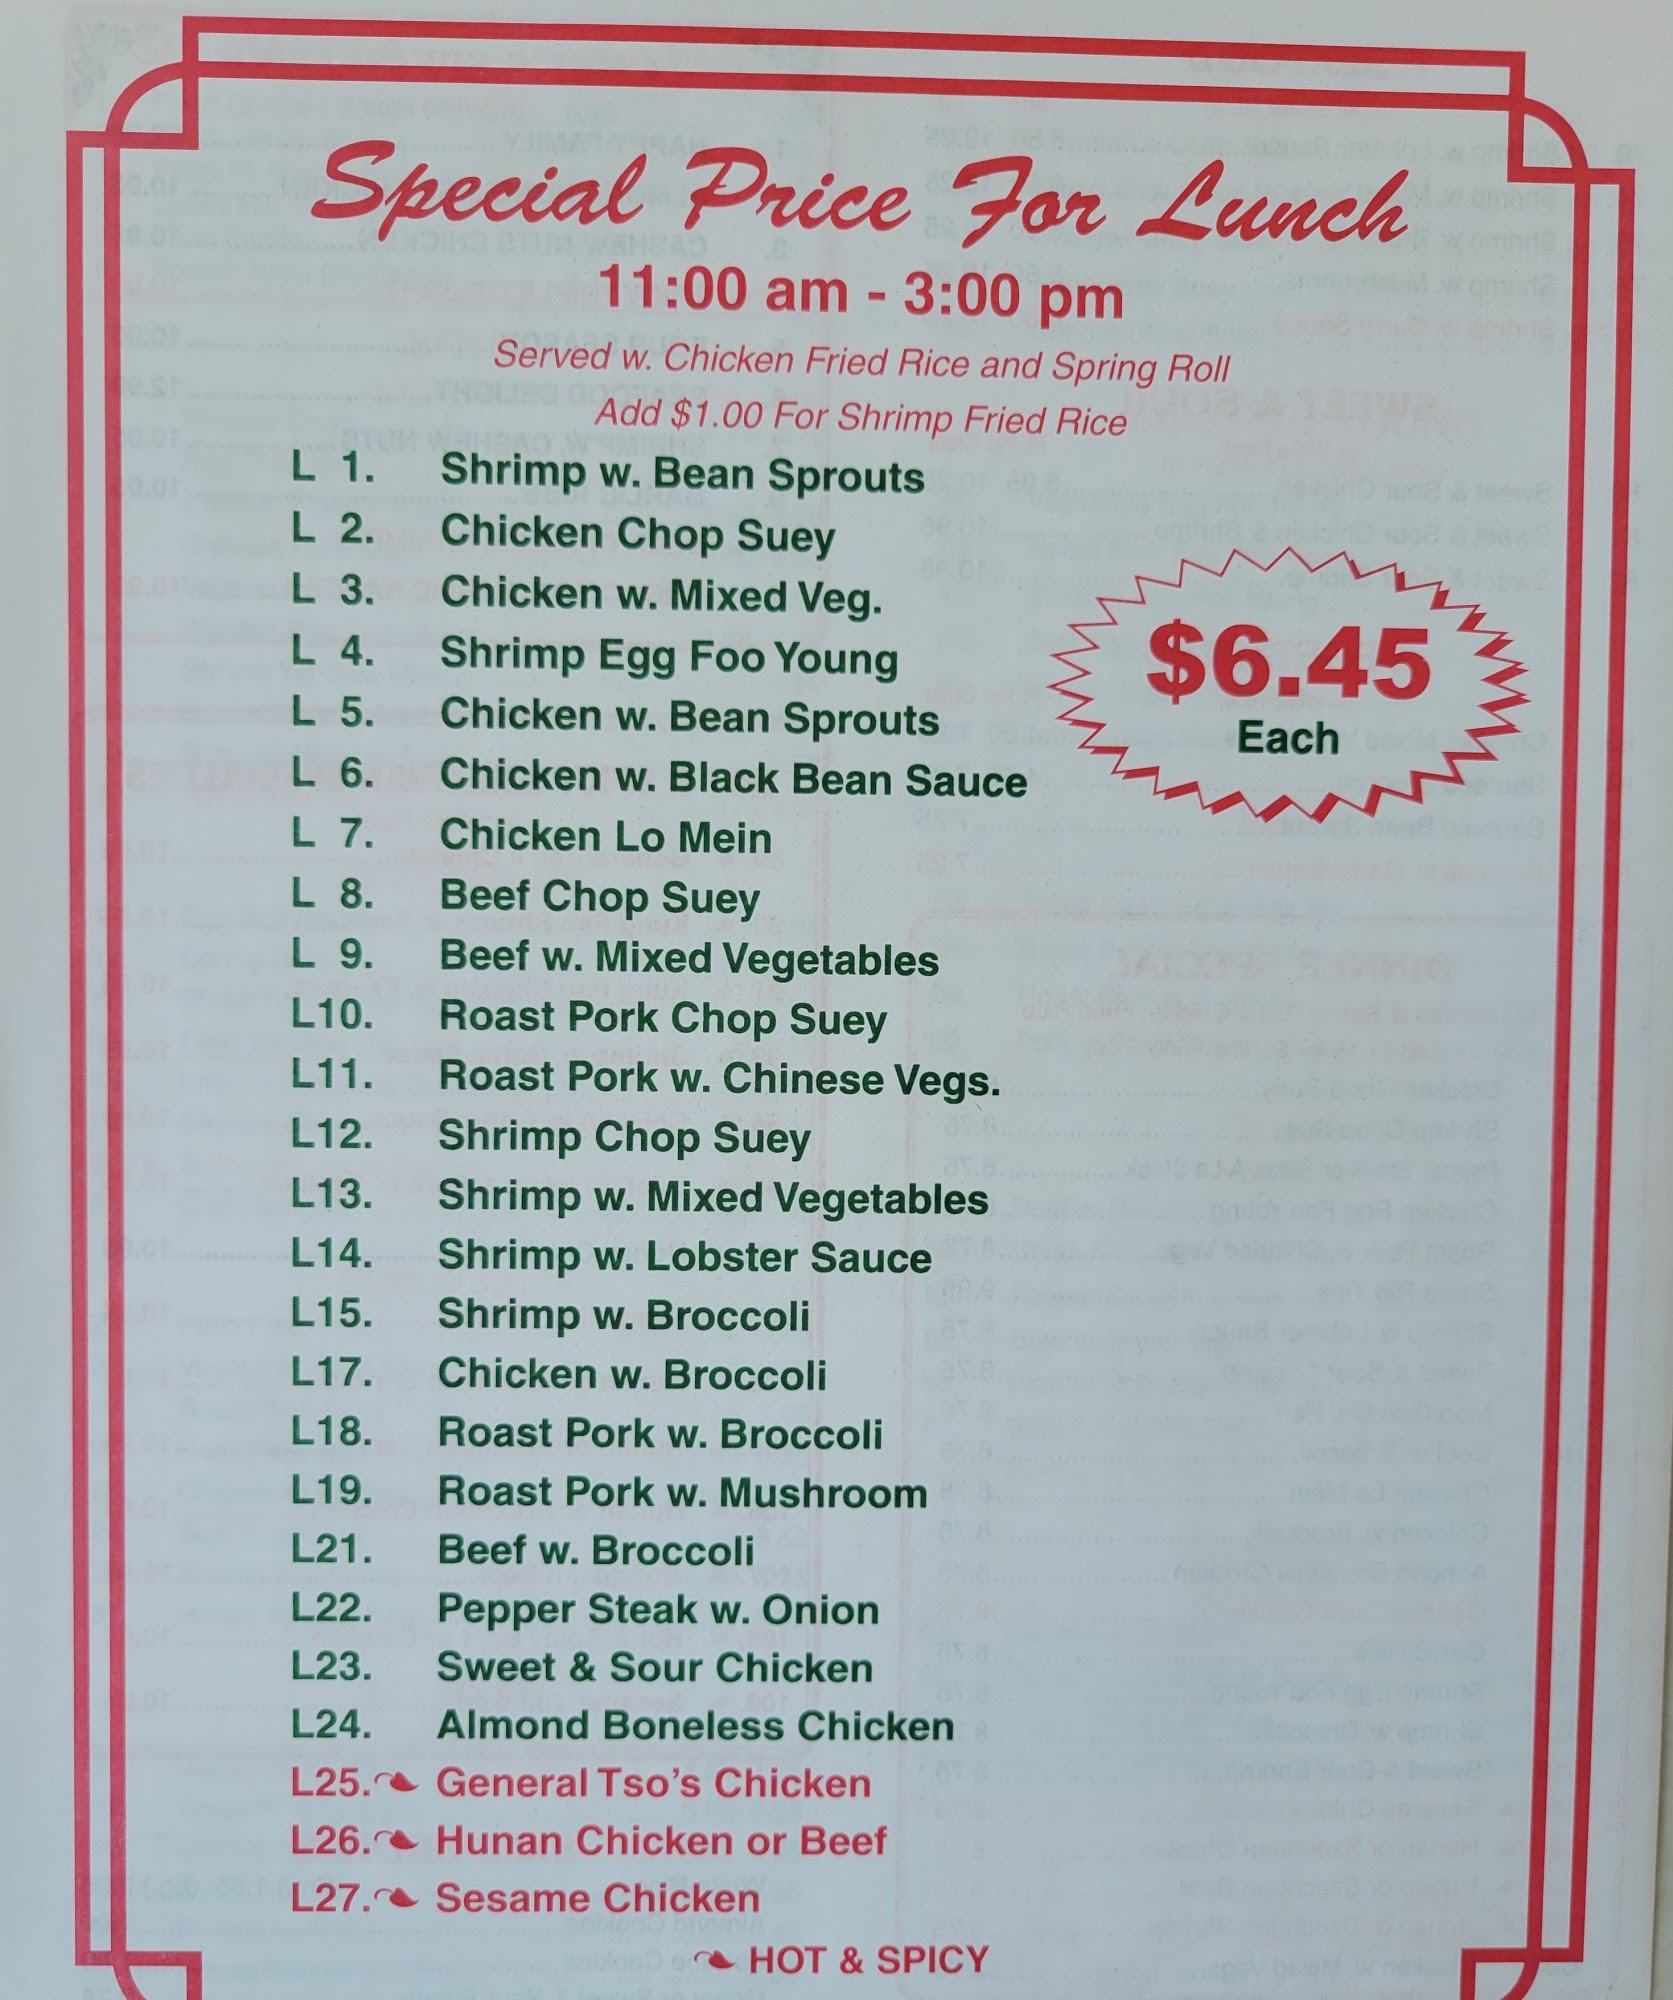 Special Price For Lunch
11:00 am - 3:00 pm
Served w. Chicken Fried Rice and Spring Roll
Add $1.00 For Shrimp Fried Rice
L 1. Shrimp w. Bean Sprouts
L 2. Chicken Chop Suey
L 3. Chicken w. Mixed Veg.
L 4. Shrimp Egg Foo Young
L 5. Chicken w. Bean Sprouts
L 6. Chicken w. Black Bean Sauce
L 7. Chicken Lo Mein
L 8. Beef Chop Suey
L 9. Beef w. Mixed Vegetables
L10. Roast Pork Chop Suey
L11. Roast Pork w. Chinese Vegs.
L12. Shrimp Chop Suey
L13. Shrimp w. Mixed Vegetables
L14. Shrimp w. Lobster Sauce
L15. Shrimp w. Broccoli
L17. Chicken w. Broccoli
L18. Roast Pork w. Broccoli
L19. Roast Pork w. Mushroom
L21. Beef w. Broccoli
L22. Pepper Steak w. Onion
L23. Sweet & Sour Chicken
L24. Almond Boneless Chicken
L25. General Tso's Chicken
L26. Hunan Chicken or Beef
L27. Sesame Chicken
HOT & SPICY
$6.45
Each